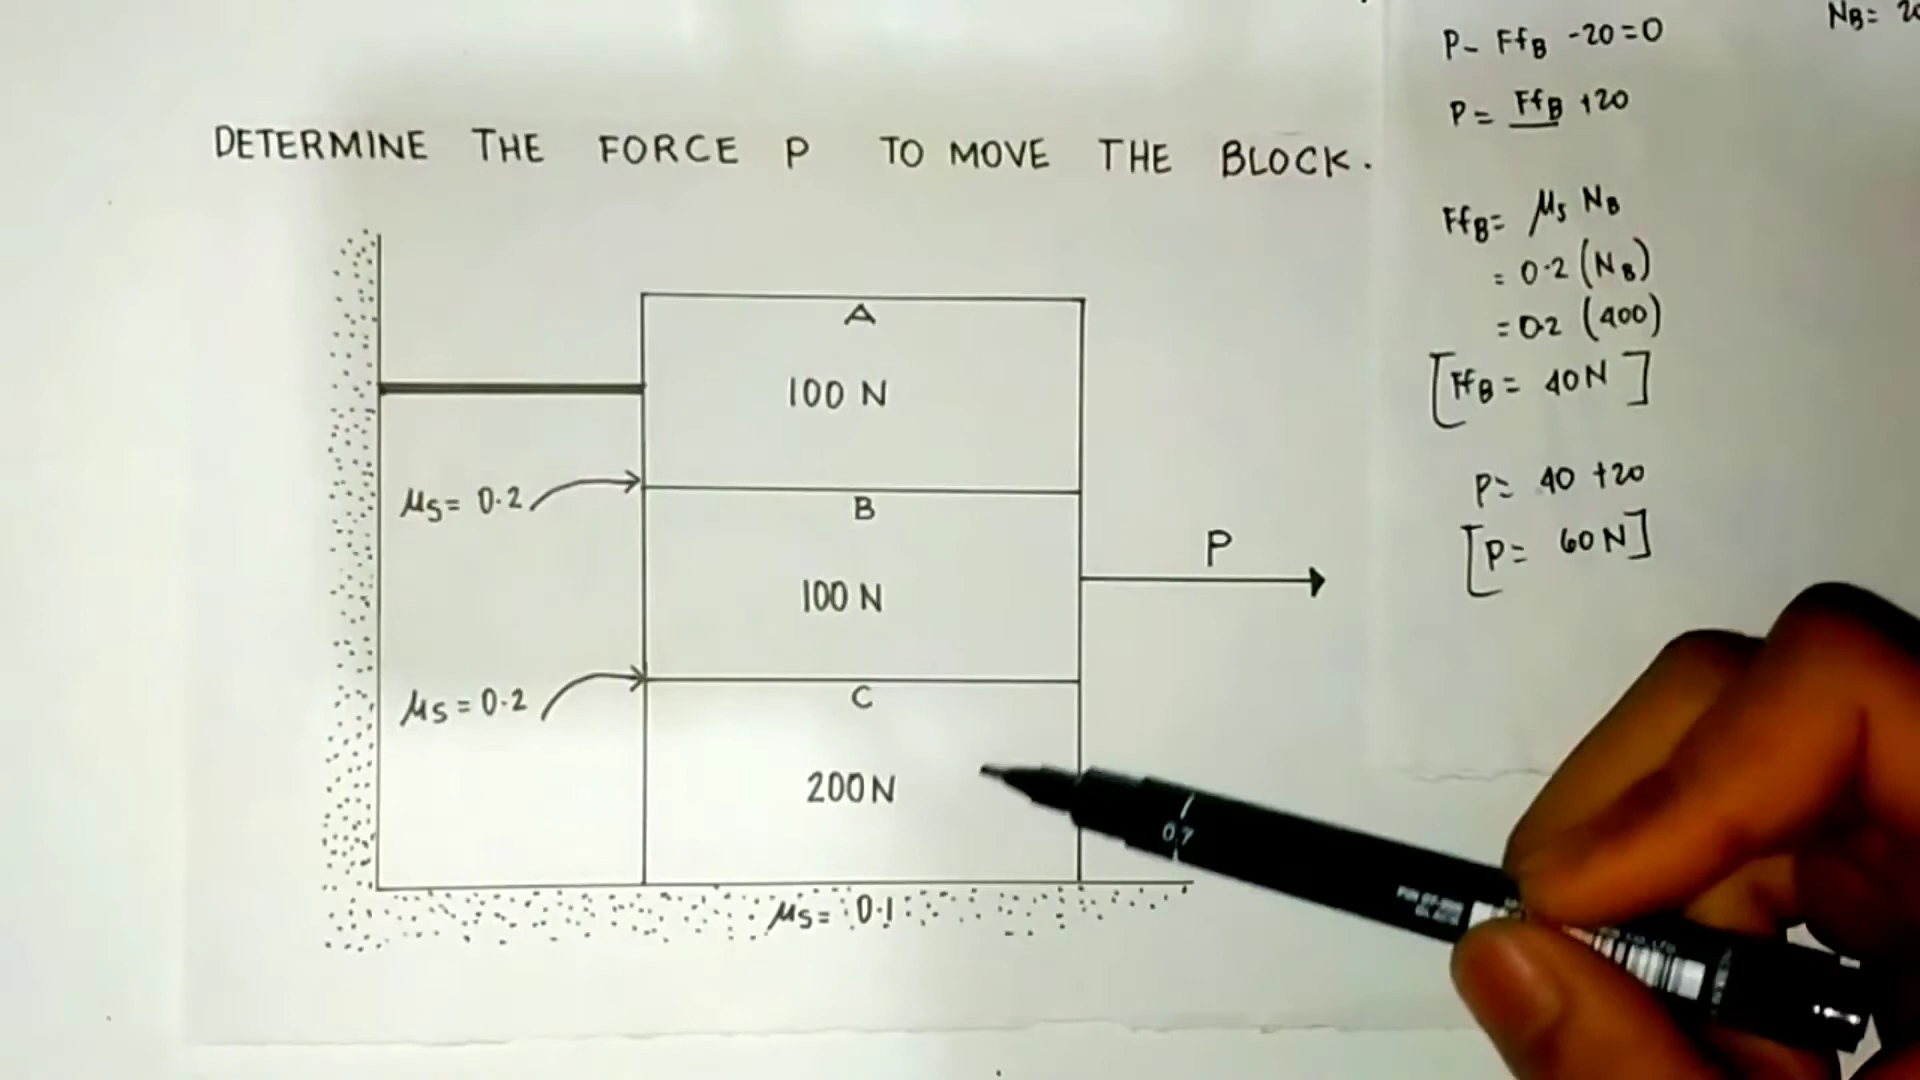 DETERMINE THE FORCE P TO MOVE THE BLOCK.
A
100 N
μs = 0.2
B
100 N
P
μs = 0.2
C
200N
μs = 0.1
P - FfB - 20 = 0
P = FfB + 20
FfB = μs NB
= 0.2 (NB)
= 0.2 (400)
[FfB = 40N]
P = 40 + 20
[P = 60N]
NB = 20
0.7